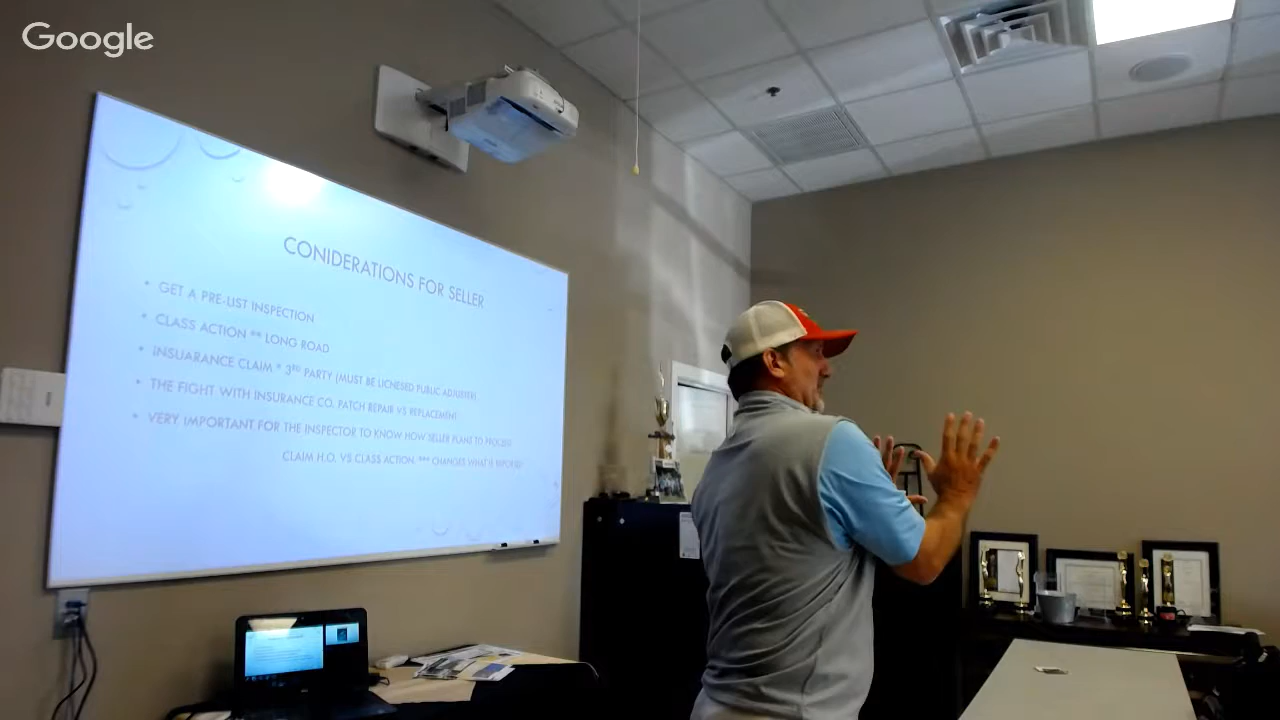 Google
CONIDERATIONS FOR SELLER
• GET A PRE-LIST INSPECTION
• CLASS ACTION ** LONG ROAD
• INSUARANCE CLAIM * 3RD PARTY (MUST BE LICNESED PUBLIC ADJUSTER)
• THE FIGHT WITH INSURANCE CO. PATCH REPAIR VS REPLACEMENT
• VERY IMPORTANT FOR THE INSPECTOR TO KNOW HOW SELLER PLANS TO PROCEED
CLAIM H.O. VS CLASS ACTION. *** CHANGES WHAT IS REPORTED